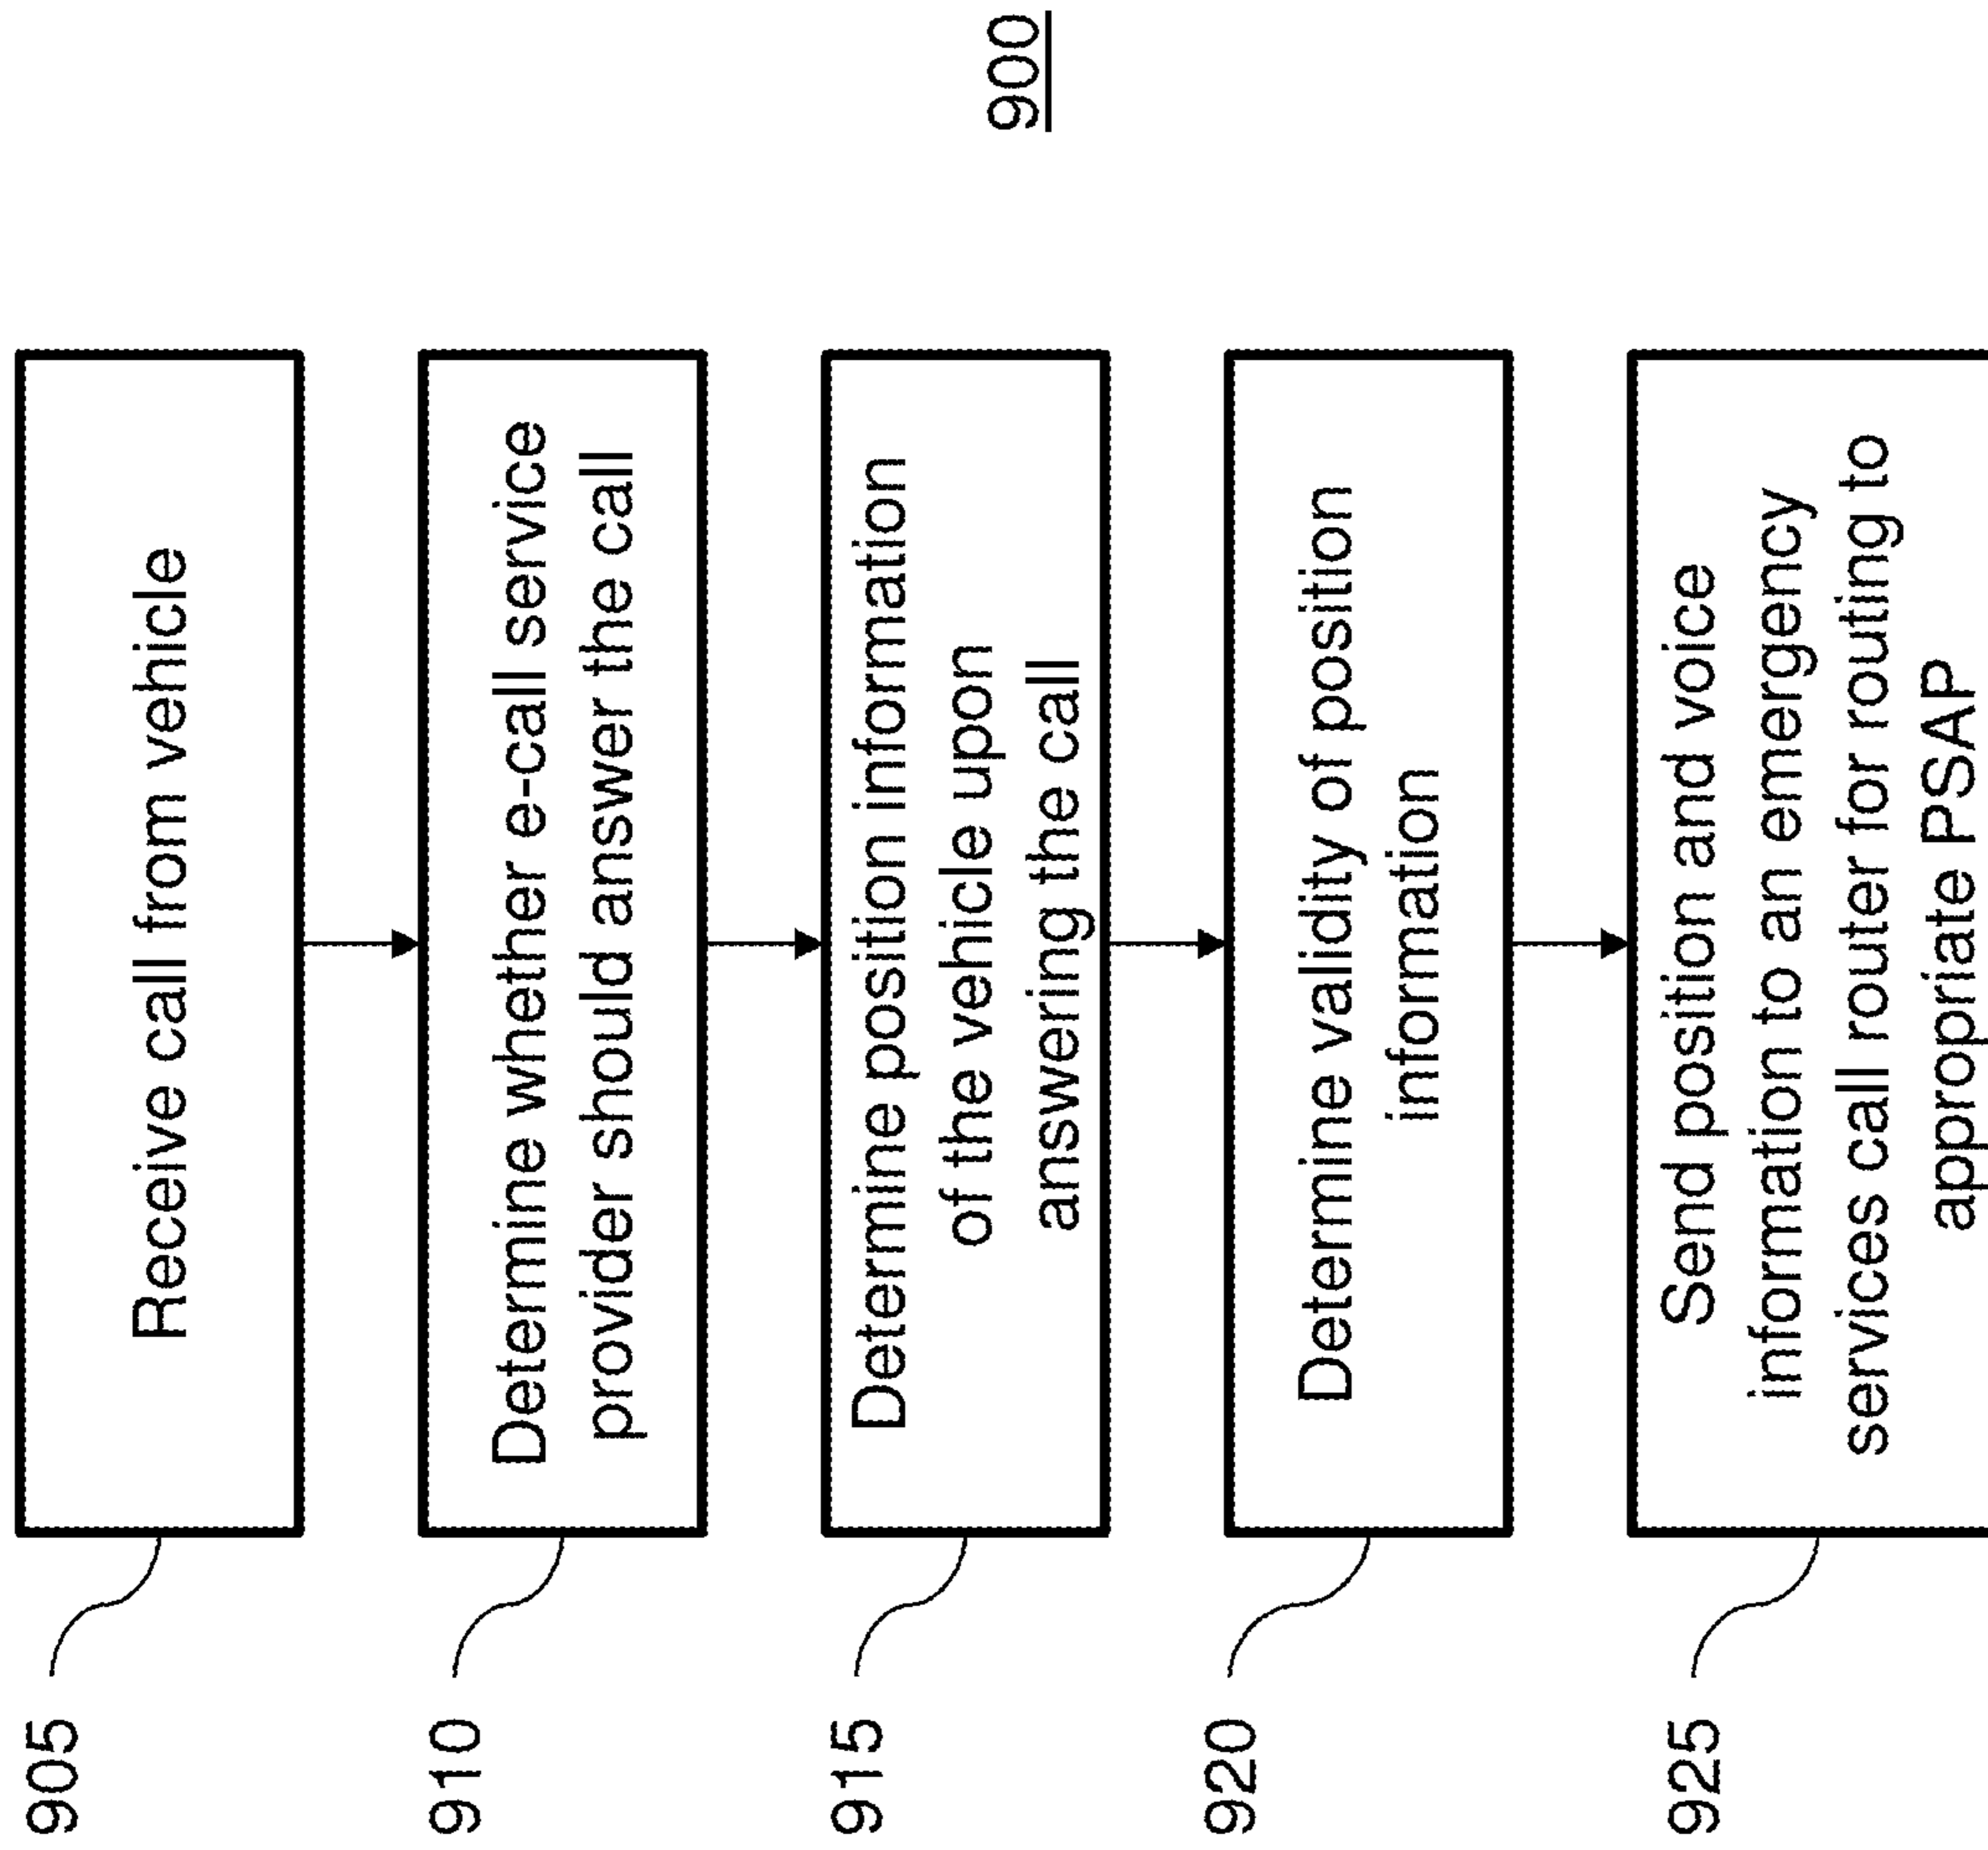 905
Receive call from vehicle
910
Determine whether e-call service
provider should answer the call
915
Determine position information
of the vehicle upon
answering the call
920
Determine validity of position
information
925
Send position and voice
information to an emergency
services call router for routing to
appropriate PSAP
900